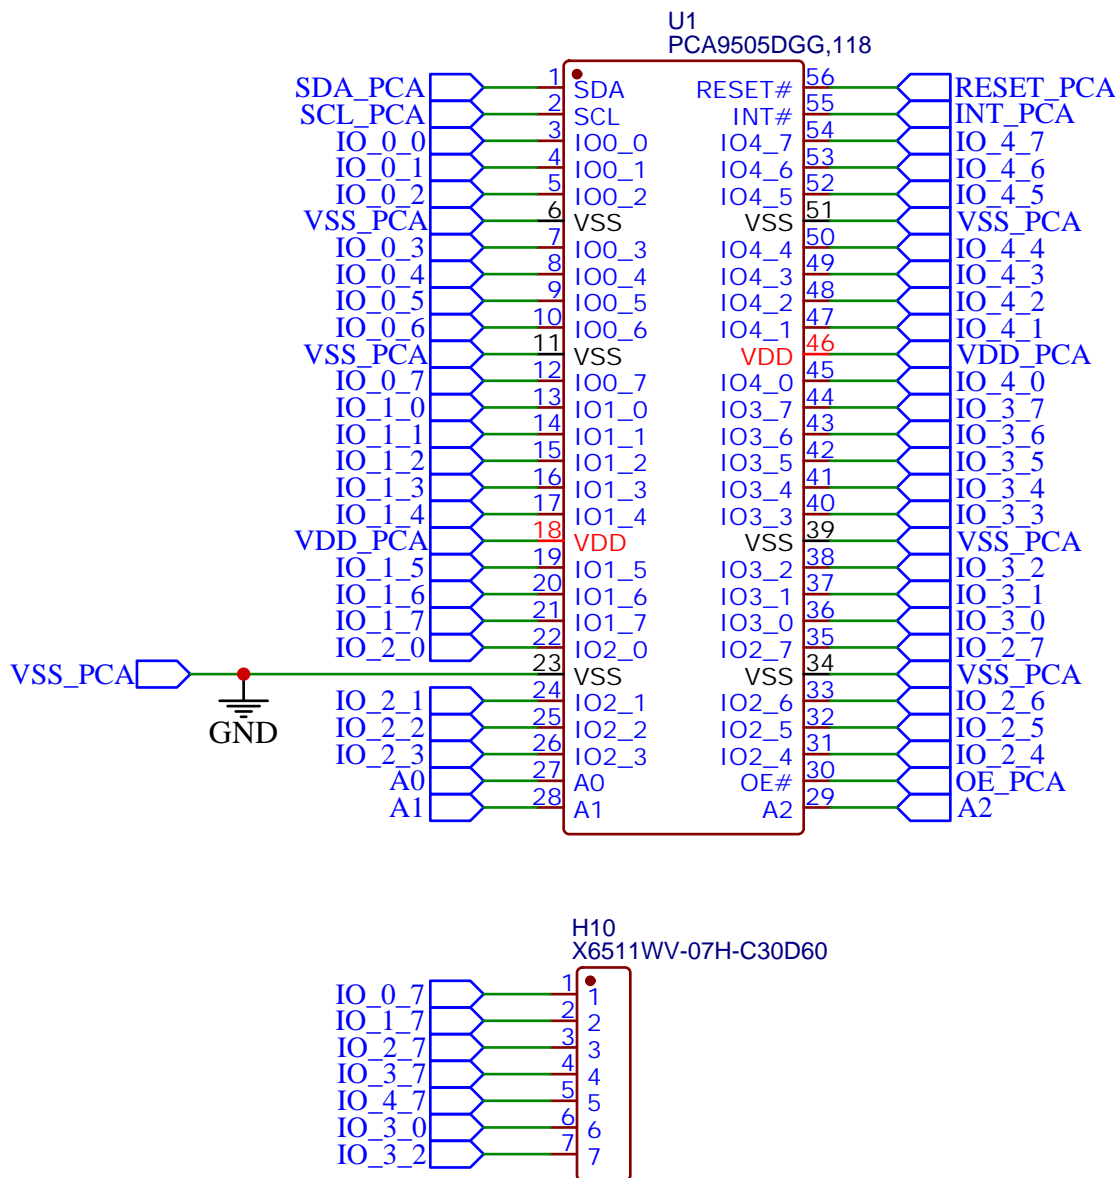 U1
PCA9505DGG,118
SDA_PCA 1 SDA RESET# 56 RESET_PCA
SCL_PCA 2 SCL INT# 55 INT_PCA
IO_0_0 3 IO0_0 IO4_7 54 IO_4_7
IO_0_1 4 IO0_1 IO4_6 53 IO_4_6
IO_0_2 5 IO0_2 IO4_5 52 IO_4_5
VSS_PCA 6 VSS VSS 51 VSS_PCA
IO_0_3 7 IO0_3 IO4_4 50 IO_4_4
IO_0_4 8 IO0_4 IO4_3 49 IO_4_3
IO_0_5 9 IO0_5 IO4_2 48 IO_4_2
IO_0_6 10 IO0_6 IO4_1 47 IO_4_1
VSS_PCA 11 VSS VDD 46 VDD_PCA
IO_0_7 12 IO0_7 IO4_0 45 IO_4_0
IO_1_0 13 IO1_0 IO3_7 44 IO_3_7
IO_1_1 14 IO1_1 IO3_6 43 IO_3_6
IO_1_2 15 IO1_2 IO3_5 42 IO_3_5
IO_1_3 16 IO1_3 IO3_4 41 IO_3_4
IO_1_4 17 IO1_4 IO3_3 40 IO_3_3
VDD_PCA 18 VDD VSS 39 VSS_PCA
IO_1_5 19 IO1_5 IO3_2 38 IO_3_2
IO_1_6 20 IO1_6 IO3_1 37 IO_3_1
IO_1_7 21 IO1_7 IO3_0 36 IO_3_0
IO_2_0 22 IO2_0 IO2_7 35 IO_2_7
VSS_PCA 23 VSS VSS 34 VSS_PCA
IO_2_1 24 IO2_1 IO2_6 33 IO_2_6
GND
IO_2_2 25 IO2_2 IO2_5 32 IO_2_5
IO_2_3 26 IO2_3 IO2_4 31 IO_2_4
A0 27 A0 OE# 30 OE_PCA
A1 28 A1 A2 29 A2
H10
X6511WV-07H-C30D60
IO_0_7 1 1
IO_1_7 2 2
IO_2_7 3 3
IO_3_7 4 4
IO_4_7 5 5
IO_3_0 6 6
IO_3_2 7 7